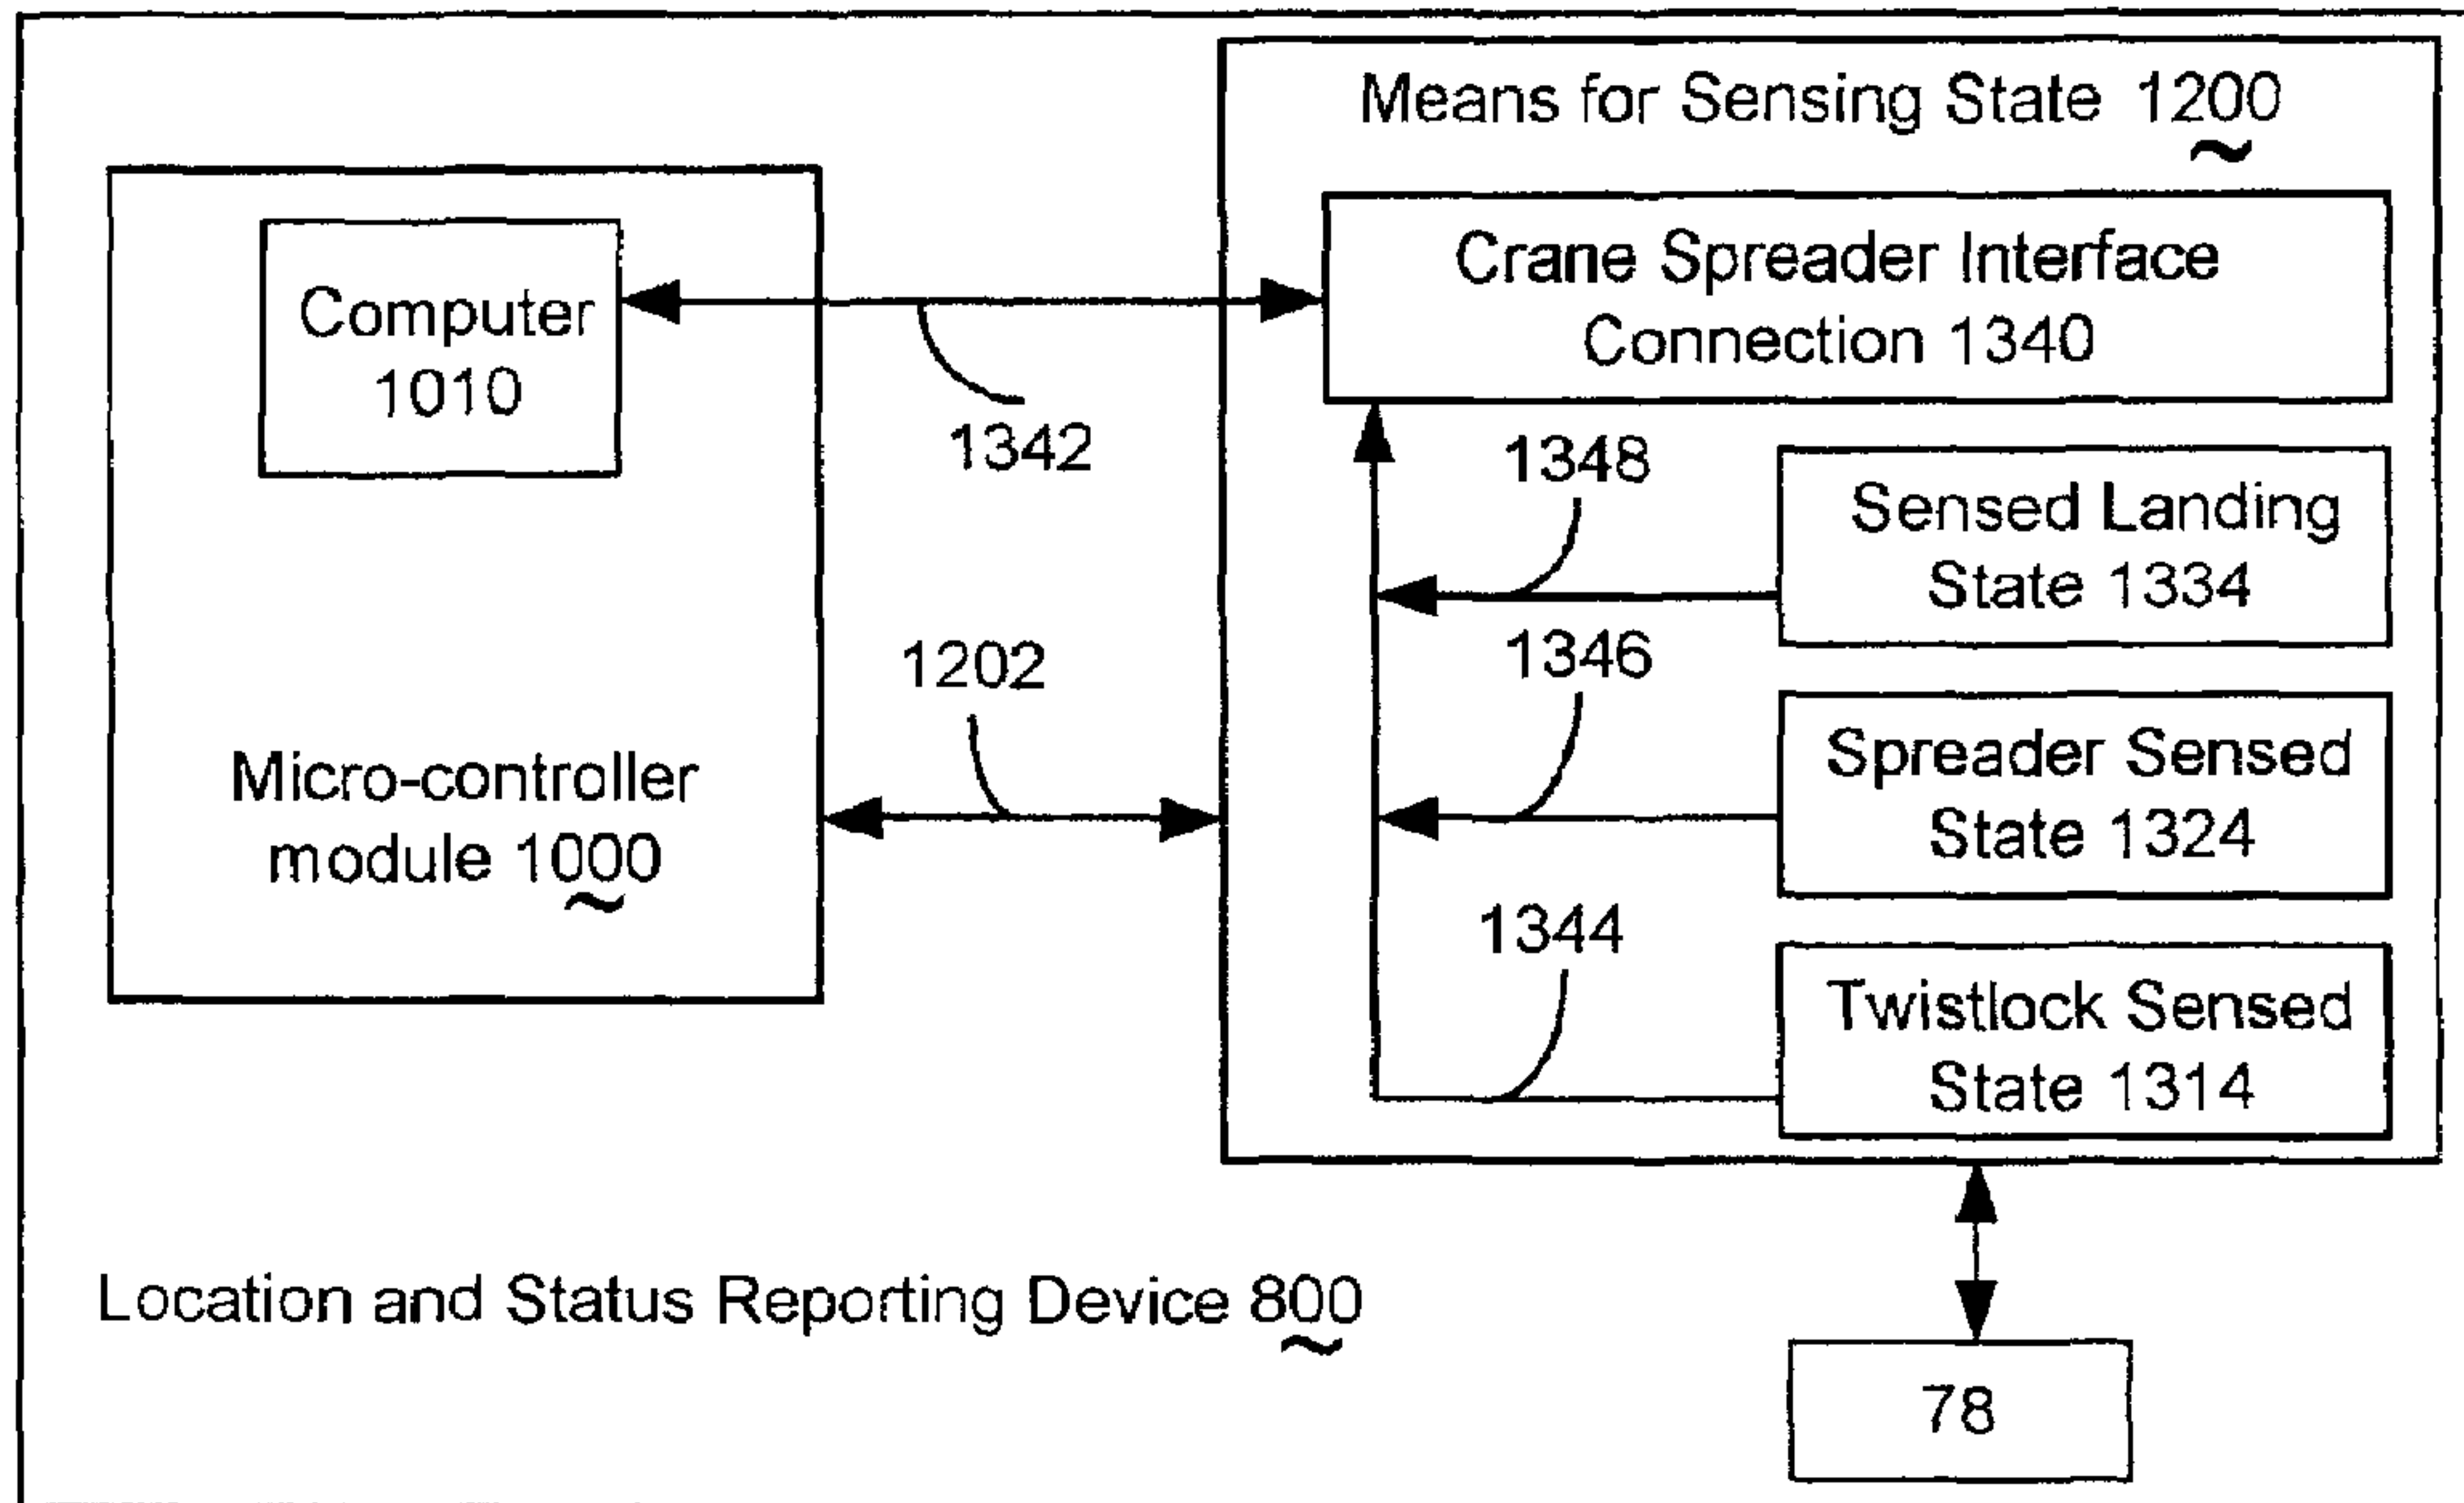 Means for Sensing State 1200
Computer
1010
Crane Spreader Interface
Connection 1340
1342
1348
Sensed Landing
State 1334
1202
1346
Spreader Sensed
State 1324
Micro-controller
module 1000
1344
Twistlock Sensed
State 1314
Location and Status Reporting Device 800
78